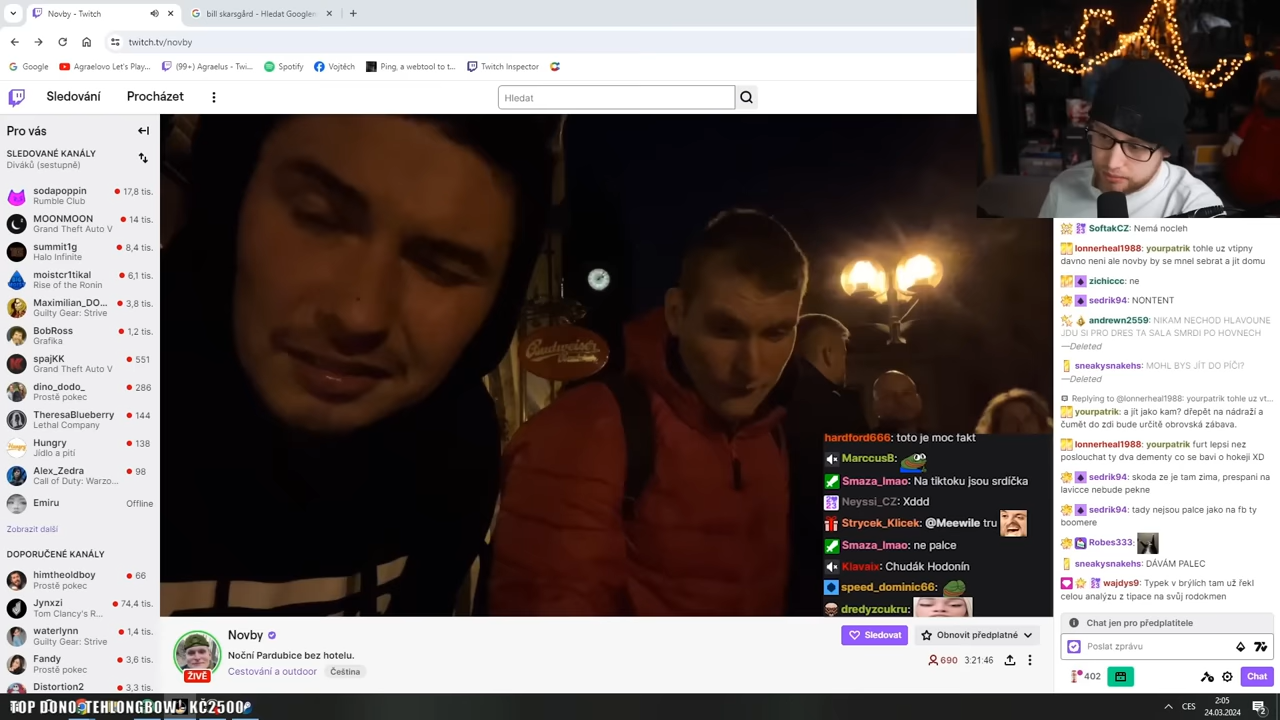 Novby - Twitch
bill skarsgård - Hledat Google
twitch.tv/novby
Google
Agraelovo Let's Play...
(99+) Agraelus - Twi...
Spotify
Vojtěch
Ping, a webtool to t...
Twitch Inspector
Sledování
Procházet
Hledat
Pro vás
SLEDOVANÉ KANÁLY
Diváků (sestupně)
sodapoppin 17,8 tis.
Rumble Club
MOONMOON 14 tis.
Grand Theft Auto V
summit1g 8,4 tis.
Halo Infinite
moistcr1tikal 6,1 tis.
Rise of the Ronin
Maximilian_DO... 3,8 tis.
Guilty Gear: Strive
BobRoss 1,2 tis.
Grafika
spajKK 551
Grand Theft Auto V
dino_dodo_ 286
Prostě pokec
TheresaBlueberry 144
Lethal Company
Hungry 138
Jídlo a pití
Alex_Zedra 98
Call of Duty: Warzo...
Emiru Offline
Zobrazit další
DOPORUČENÉ KANÁLY
himtheoldboy 66
Prostě pokec
Jynxzi 74,4 tis.
Tom Clancy's R...
waterlynn 1,4 tis.
Guilty Gear: Strive
Fandy 3,6 tis.
Prostě pokec
Distortion2 3,3 tis.
hardford666: toto je moc fakt
MarccusB:
Smaza_lmao: Na tiktoku jsou srdíčka
Neyssi_CZ: Xddd
Strycek_Klicek: @Meewile tru
Smaza_lmao: ne palce
Klavaix: Chudák Hodonín
speed_dominic66:
dredyzcukru:
Novby
Noční Pardubice bez hotelu.
Cestování a outdoor Čeština
ŽIVĚ
Sledovat
Obnovit předplatné
690 3:21:46
SoftakCZ: Nemá nocleh
lonnerheal1988: yourpatrik tohle uz vtipny
davno neni ale novby by se mnel sebrat a jit domu
zichiccc: ne
sedrik94: NONTENT
andrewn2559: NIKAM NECHOD HLAVOUNE
JDU SI PRO DRES TA SALA SMRDI PO HOVNECH
—Deleted
sneakysnakehs: MOHL BYS JÍT DO PÍČI?
—Deleted
Replying to @lonnerheal1988: yourpatrik tohle uz vt...
yourpatrik: a jít jako kam? dřepět na nádraží a
čumět do zdi bude určitě obrovská zábava.
lonnerheal1988: yourpatrik furt lepsi nez
poslouchat ty dva dementy co se bavi o hokeji XD
sedrik94: skoda ze je tam zima, prespani na
lavicce nebude pekne
sedrik94: tady nejsou palce jako na fb ty
boomere
Robes333:
sneakysnakehs: DÁVÁM PALEC
wajdys9: Typek v brýlích tam už řekl
celou analýzu z tipace na svůj rodokmen
Chat jen pro předplatitele
Poslat zprávu
402
Chat
TOP DONO: TEHLONGBOWJ KČ2500
CES
2:05
24.03.2024
2